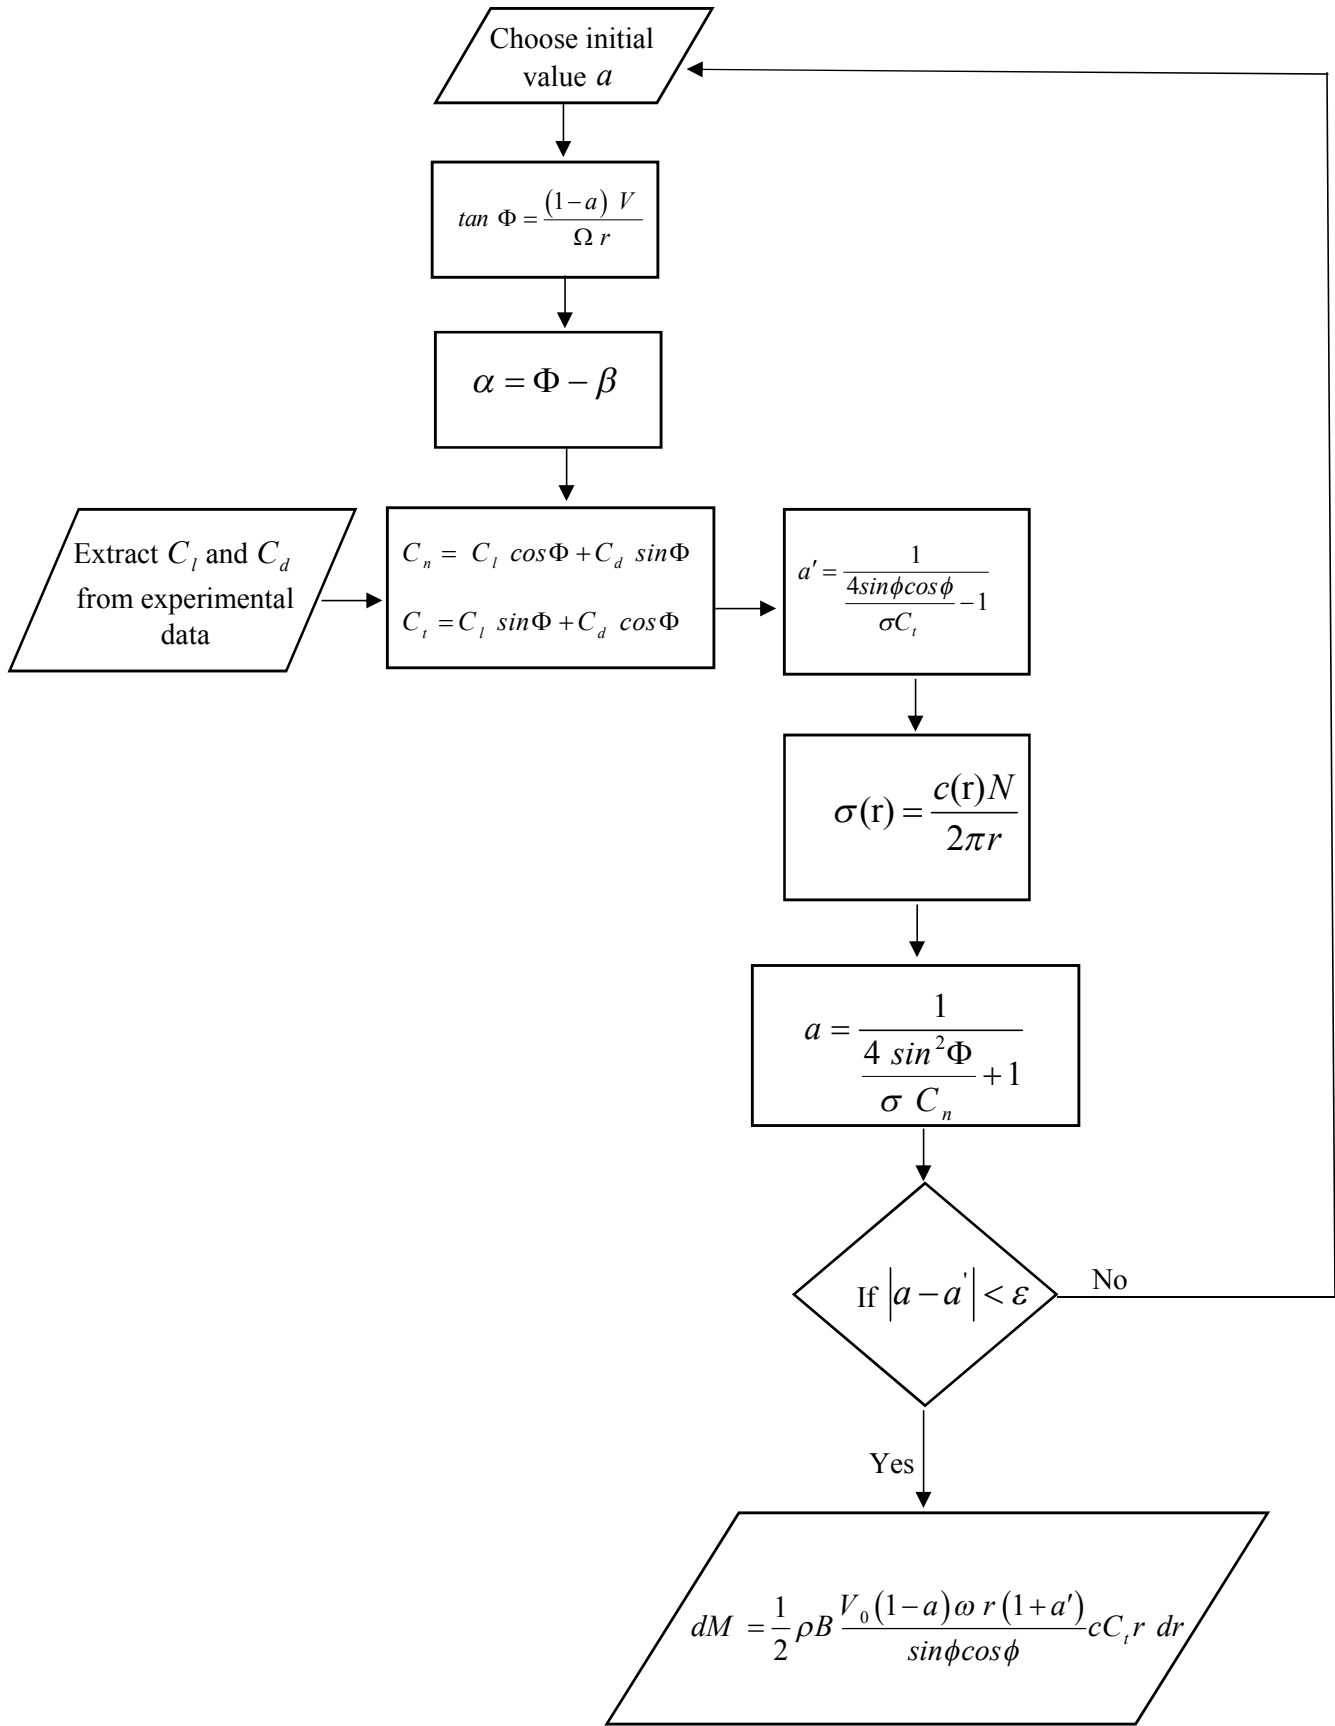 Choose initial
value a
tan Φ = (1−a) V / Ω r
α = Φ − β
Extract C_l and C_d
from experimental
data
C_n = C_l cosΦ + C_d sinΦ
C_t = C_l sinΦ + C_d cosΦ
a′ = 1 / (4sinϕcosϕ / σC_t − 1)
σ(r) = c(r)N / 2πr
a = 1 / (4 sin²Φ / σ C_n + 1)
If |a − a'| < ε
No
Yes
dM = 1/2 ρB V_0 (1−a) ω r (1+a′) / sinϕcosϕ cC_t r dr